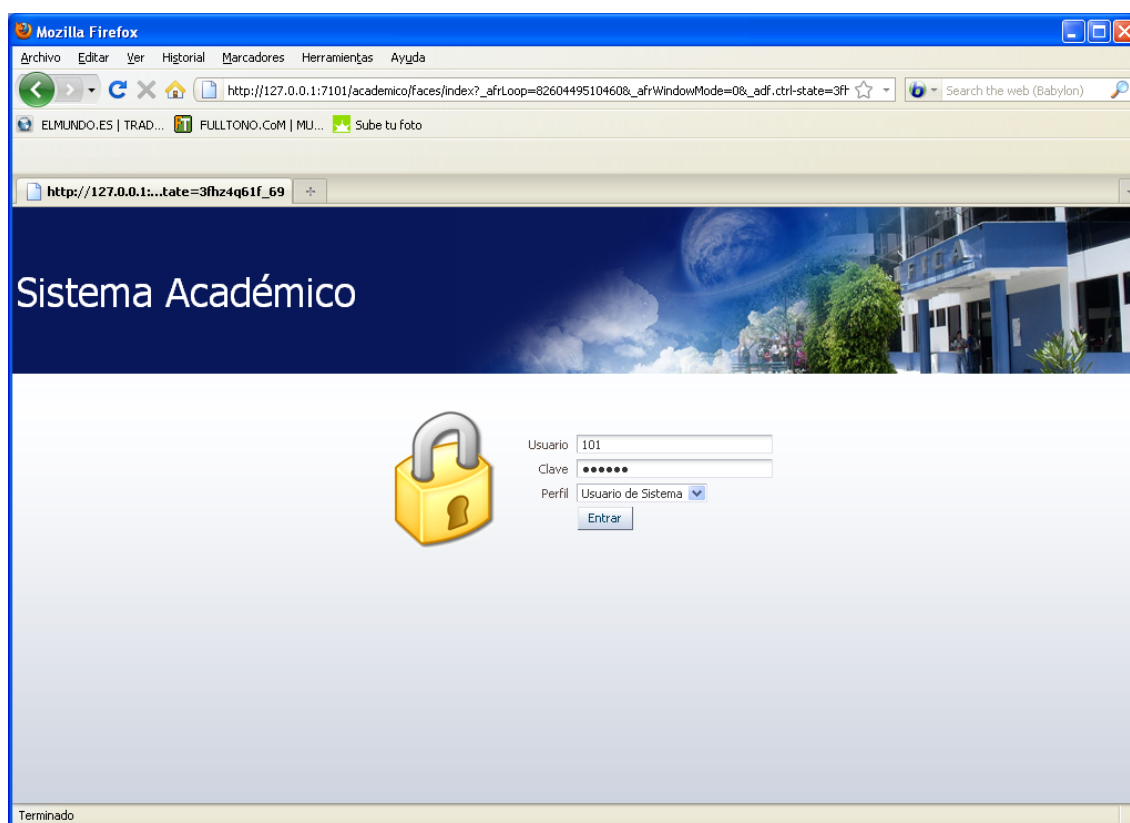 Mozilla Firefox
Archivo Editar Ver Historial Marcadores Herramientas Ayuda
http://127.0.0.1:7101/academico/faces/index?_afrLoop=8260449510460&_afrWindowMode=0&_adf.ctrl-state=3fh Search the web (Babylon)
ELMUNDO.ES | TRAD... FULLTONO.CoM | MU... Sube tu foto
http://127.0.0.1:...tate=3fhz4q61f_69
FICA
Sistema Académico
Usuario 101
Clave ●●●●●●
Perfil Usuario de Sistema
Entrar
Terminado